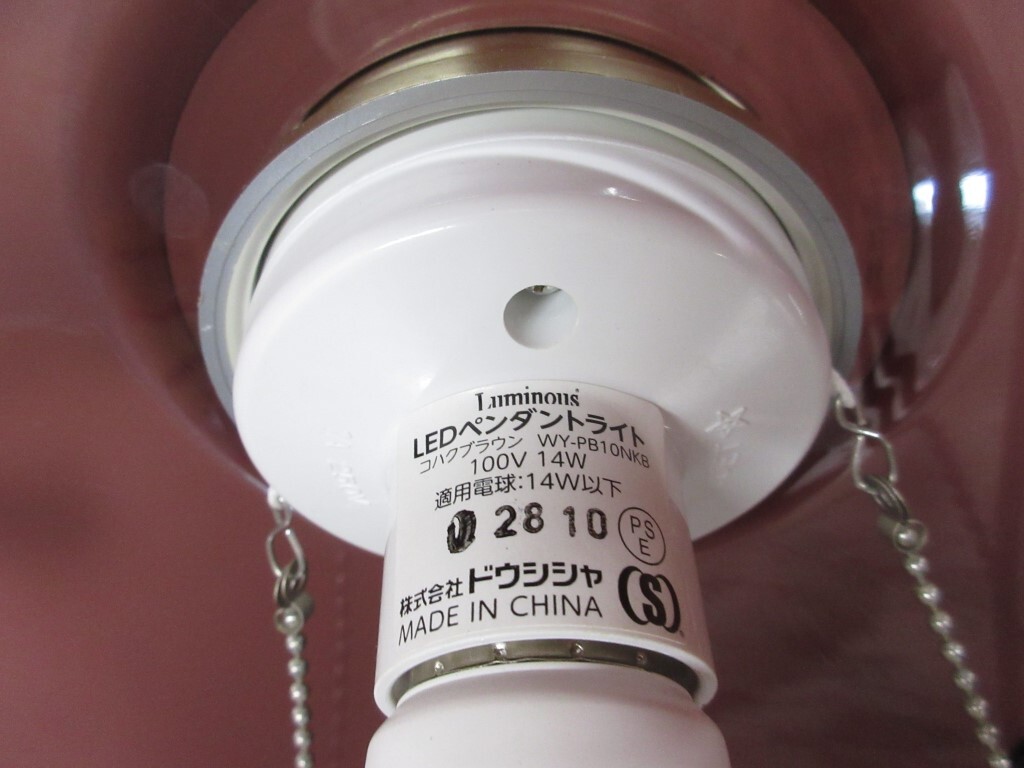 Luminous
LEDペンダントライト
コハクブラウン WY-PB10NKB
100V 14W
適用電球:14W以下
0 28 10
PS
E
株式会社ドウシシャ (S)
MADE IN CHINA